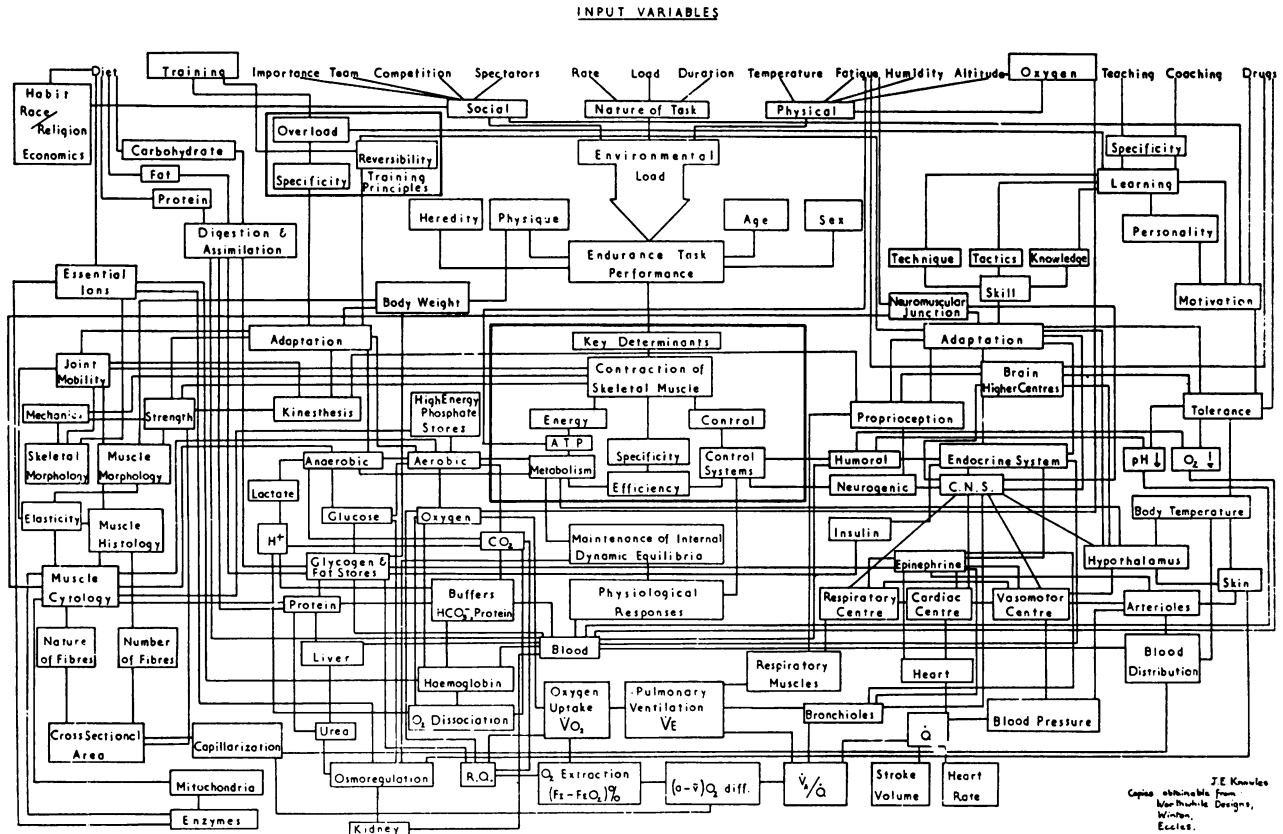 INPUT VARIABLES
Diet
Training
Importance Team Competition Spectators
Rate Load Duration
Temperature Fatigue Humidity Altitude
Oxygen
Teaching Coaching Drugs
Habit
Race/
Religion
Economics
Social
Nature of Task
Physical
Overload
Reversibility
Specificity
Training
Principles
Carbohydrate
Fat
Protein
Environmental
Load
Specificity
Learning
Personality
Digestion &
Assimilation
Heredity
Physique
Age
Sex
Endurance Task
Performance
Technique
Tactics
Knowledge
Skill
Essential
Ions
Body Weight
Neuromuscular
Junction
Motivation
Adaptation
Key Determinants
Adaptation
Joint
Mobility
Contraction of
Skeletal Muscle
Brain
Higher Centres
Mechanics
Strength
Kinesthesis
High Energy
Phosphate
Stores
Energy
Control
Proprioception
Tolerance
Skeletal
Morphology
Muscle
Morphology
Anaerobic
Aerobic
ATP
Metabolism
Specificity
Efficiency
Control
Systems
Humoral
Endocrine System
pH ↓
O₂ ↓
Neurogenic
C.N.S.
Lactate
Elasticity
Muscle
Histology
Glucose
Oxygen
Insulin
Body Temperature
H⁺
CO₂
Maintenance of Internal
Dynamic Equilibria
Epinephrine
Hypothalamus
Glycogen &
Fat Stores
Muscle
Cytology
Protein
Buffers
HCO₃⁻, Protein
Physiological
Responses
Respiratory
Centre
Cardiac
Centre
Vasomotor
Centre
Arterioles
Skin
Nature
of Fibres
Number
of Fibres
Liver
Blood
Respiratory
Muscles
Heart
Blood
Distribution
Haemoglobin
O₂ Dissociation
Oxygen
Uptake
V̇O₂
Pulmonary
Ventilation
V̇E
Bronchioles
Blood Pressure
Cross Sectional
Area
Capillarization
Urea
Q̇
Osmoregulation
R.Q.
O₂ Extraction
(FI-FEO₂)%
(a-v̄)O₂ diff.
V̇A/Q̇
Stroke
Volume
Heart
Rate
Mitochondria
Enzymes
Kidney
J.E. Knowles
Copies obtainable from:
Worthwhile Designs,
Winton,
Eccles.